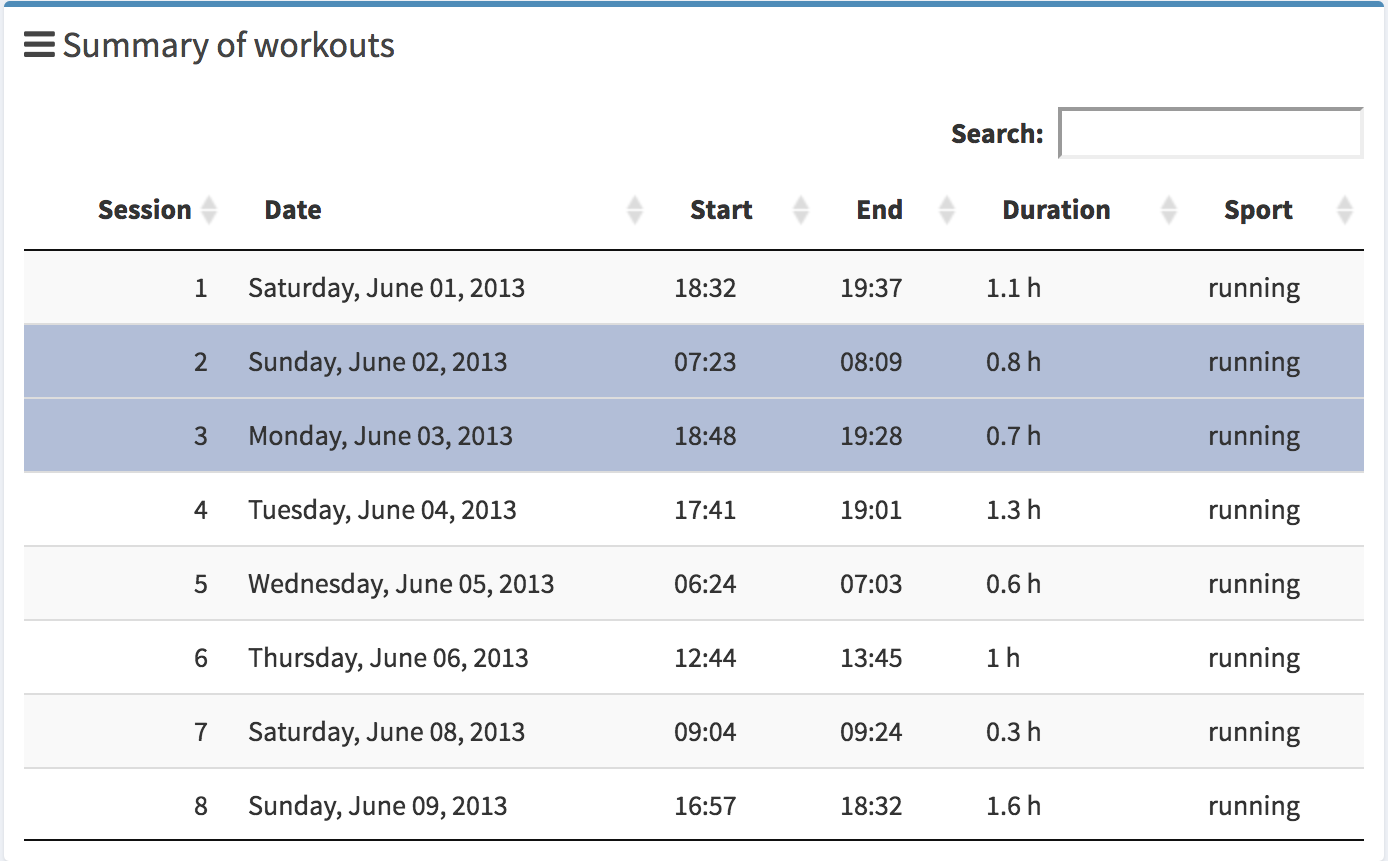 Summary of workouts
Search:
Session Date Start End Duration Sport
1 Saturday, June 01, 2013 18:32 19:37 1.1 h running
2 Sunday, June 02, 2013 07:23 08:09 0.8 h running
3 Monday, June 03, 2013 18:48 19:28 0.7 h running
4 Tuesday, June 04, 2013 17:41 19:01 1.3 h running
5 Wednesday, June 05, 2013 06:24 07:03 0.6 h running
6 Thursday, June 06, 2013 12:44 13:45 1 h running
7 Saturday, June 08, 2013 09:04 09:24 0.3 h running
8 Sunday, June 09, 2013 16:57 18:32 1.6 h running